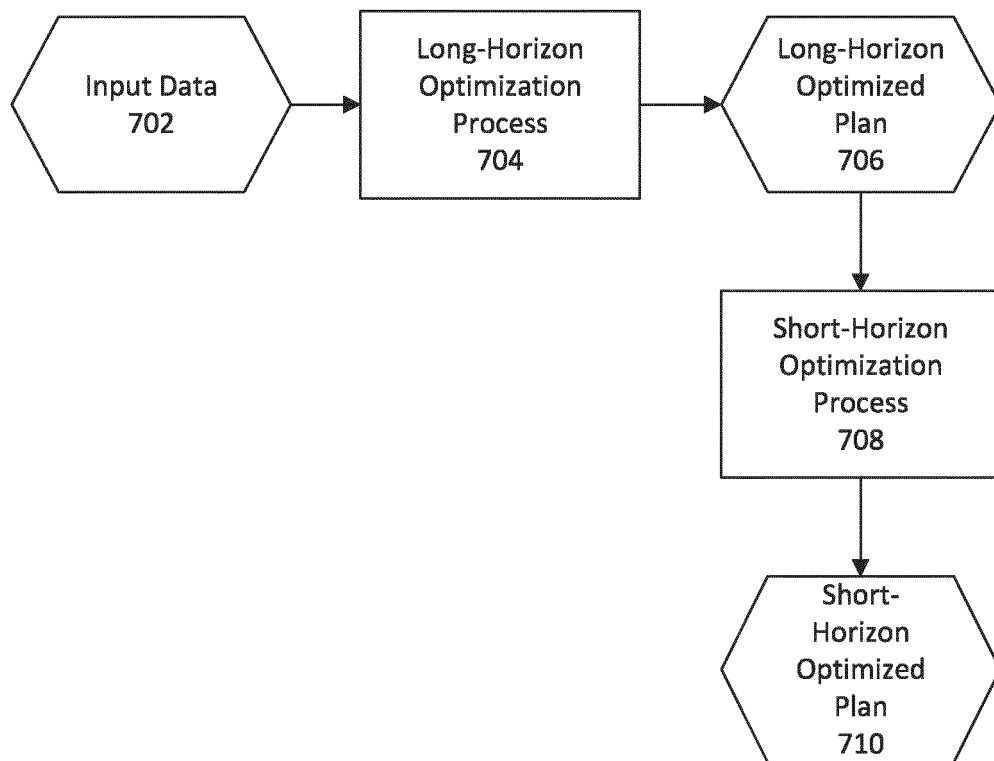 Input Data
702
Long-Horizon
Optimization
Process
704
Long-Horizon
Optimized
Plan
706
Short-Horizon
Optimization
Process
708
Short-
Horizon
Optimized
Plan
710